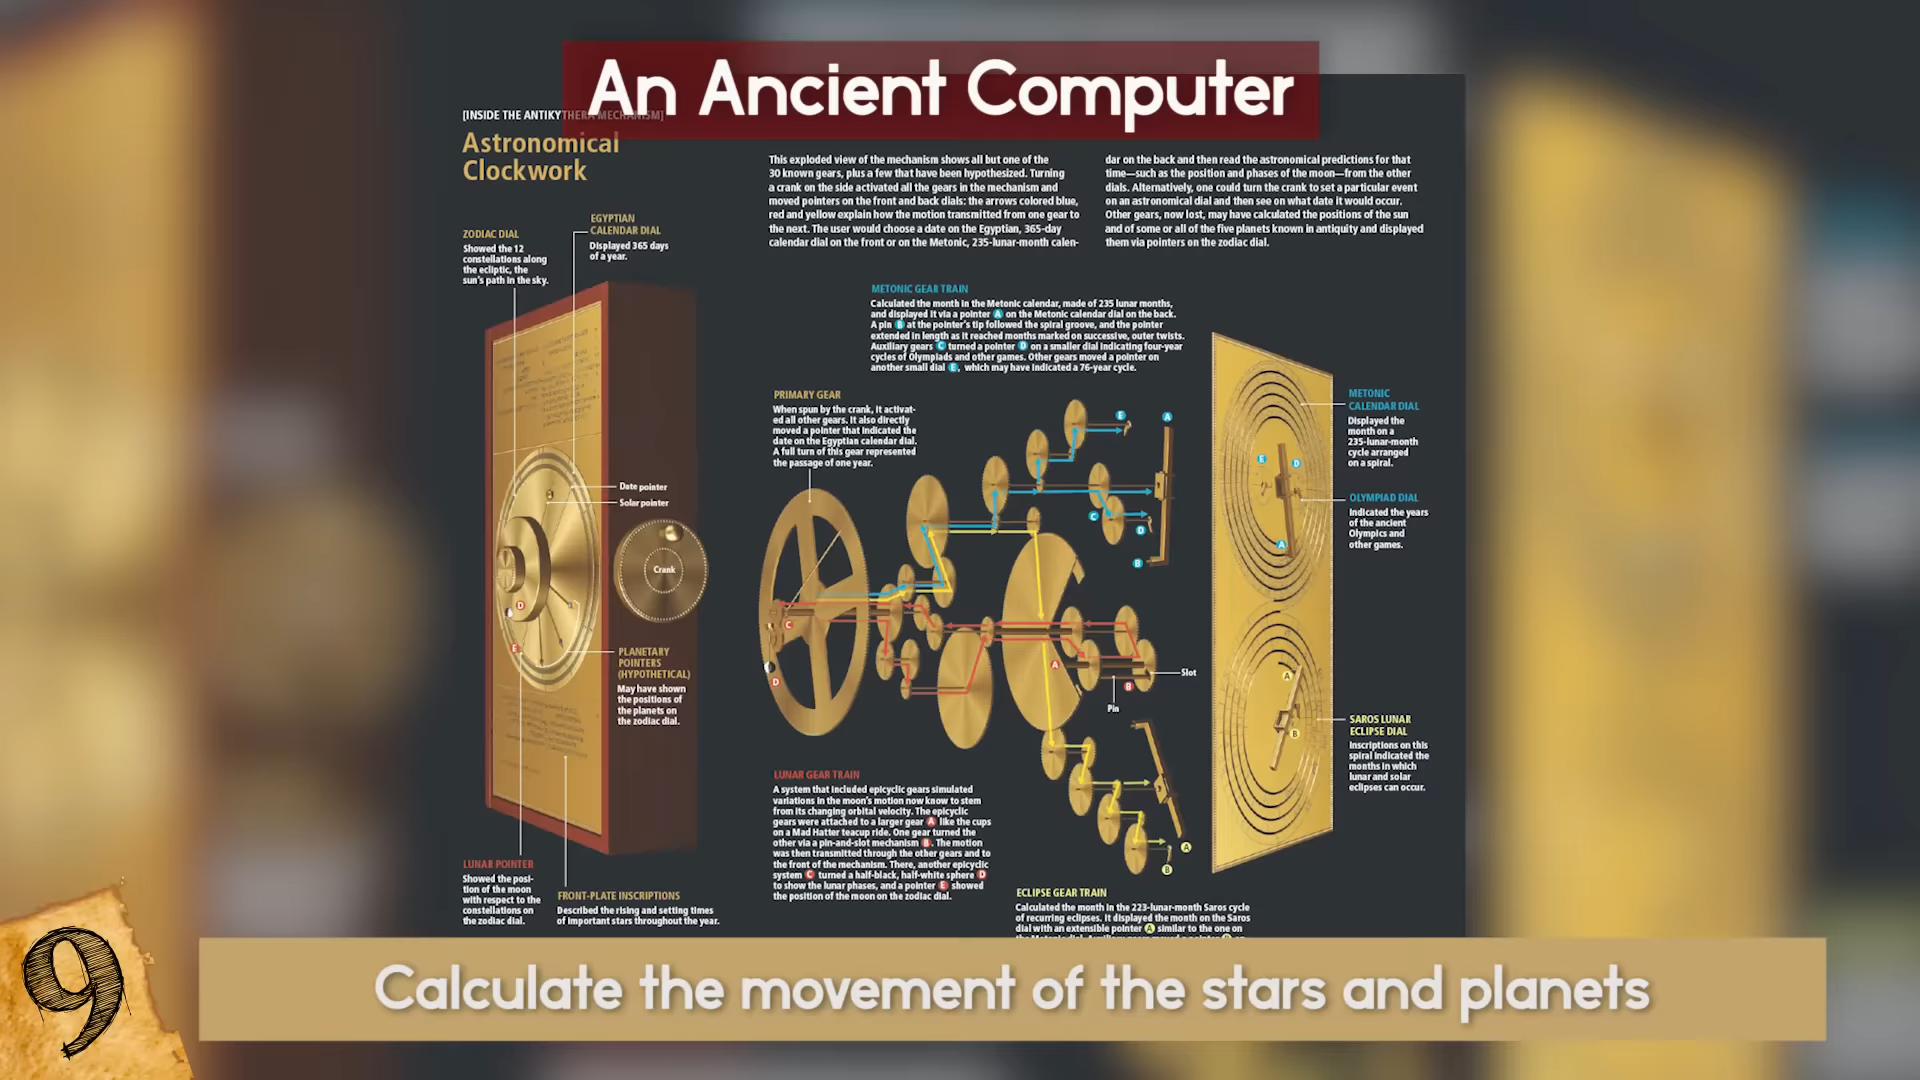 An Ancient Computer
[INSIDE THE ANTIKYTHERA MECHANISM]
Astronomical
Clockwork
This exploded view of the mechanism shows all but one of the
30 known gears, plus a few that have been hypothesized. Turning
a crank on the side activated all the gears in the mechanism and
moved pointers on the front and back dials: the arrows colored blue,
red and yellow explain how the motion transmitted from one gear to
the next. The user would choose a date on the Egyptian, 365-day
calendar dial on the front or on the Metonic, 235-lunar-month calen-
dar on the back and then read the astronomical predictions for that
time—such as the position and phases of the moon—from the other
dials. Alternatively, one could turn the crank to set a particular event
on an astronomical dial and then see on what date it would occur.
Other gears, now lost, may have calculated the positions of the sun
and of some or all of the five planets known in antiquity and displayed
them via pointers on the zodiac dial.
ZODIAC DIAL
Showed the 12
constellations along
the ecliptic, the
sun's path in the sky.
EGYPTIAN
CALENDAR DIAL
Displayed 365 days
of a year.
METONIC GEAR TRAIN
Calculated the month in the Metonic calendar, made of 235 lunar months,
and displayed it via a pointer A on the Metonic calendar dial on the back.
A pin B at the pointer's tip followed the spiral groove, and the pointer
extended in length as it reached months marked on successive, outer twists.
Auxiliary gears C turned a pointer D on a smaller dial indicating four-year
cycles of Olympiads and other games. Other gears moved a pointer on
another small dial E, which may have indicated a 76-year cycle.
PRIMARY GEAR
When spun by the crank, it activat-
ed all other gears. It also directly
moved a pointer that indicated the
date on the Egyptian calendar dial.
A full turn of this gear represented
the passage of one year.
Date pointer
Solar pointer
Crank
D
E
PLANETARY
POINTERS
(HYPOTHETICAL)
May have shown
the positions of
the planets on
the zodiac dial.
E
A
C
D
B
C
D
A
B
Slot
Pin
A
B
METONIC
CALENDAR DIAL
Displayed the
month on a
235-lunar-month
cycle arranged
on a spiral.
E
D
A
OLYMPIAD DIAL
Indicated the years
of the ancient
Olympics and
other games.
A
B
SAROS LUNAR
ECLIPSE DIAL
Inscriptions on this
spiral indicated the
months in which
lunar and solar
eclipses can occur.
LUNAR GEAR TRAIN
A system that included epicyclic gears simulated
variations in the moon's motion now know to stem
from its changing orbital velocity. The epicyclic
gears were attached to a larger gear A like the cups
on a Mad Hatter teacup ride. One gear turned the
other via a pin-and-slot mechanism B. The motion
was then transmitted through the other gears and to
the front of the mechanism. There, another epicyclic
system C turned a half-black, half-white sphere D
to show the lunar phases, and a pointer E showed
the position of the moon on the zodiac dial.
LUNAR POINTER
Showed the posi-
tion of the moon
with respect to the
constellations on
the zodiac dial.
FRONT-PLATE INSCRIPTIONS
Described the rising and setting times
of important stars throughout the year.
ECLIPSE GEAR TRAIN
Calculated the month in the 223-lunar-month Saros cycle
of recurring eclipses. It displayed the month on the Saros
dial with an extensible pointer A similar to the one on
9
Calculate the movement of the stars and planets